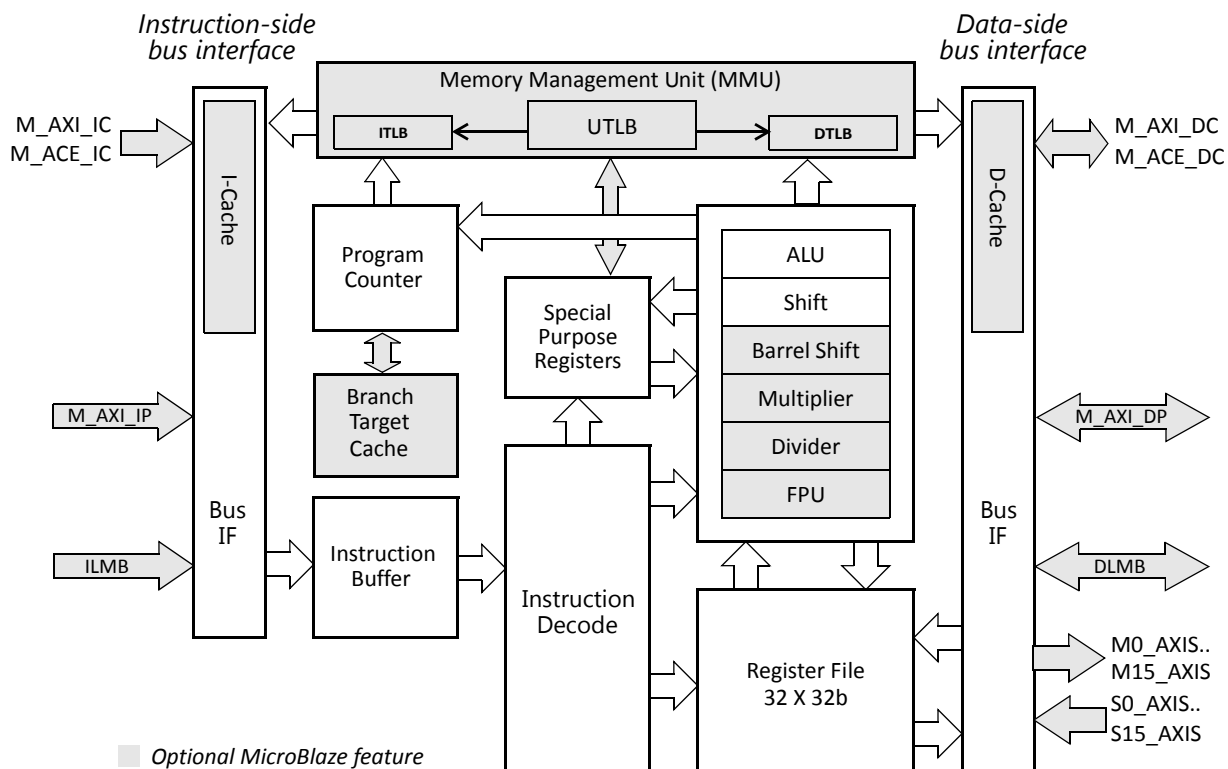 Instruction-side
bus interface
Data-side
bus interface
Memory Management Unit (MMU)
ITLB
UTLB
DTLB
M_AXI_IC
M_ACE_IC
M_AXI_DC
M_ACE_DC
I-Cache
D-Cache
Program
Counter
ALU
Shift
Barrel Shift
Multiplier
Divider
FPU
Special
Purpose
Registers
Branch
Target
Cache
M_AXI_IP
M_AXI_DP
Bus
IF
Bus
IF
ILMB
DLMB
Instruction
Buffer
Instruction
Decode
Register File
32 X 32b
M0_AXIS..
M15_AXIS
S0_AXIS..
S15_AXIS
Optional MicroBlaze feature